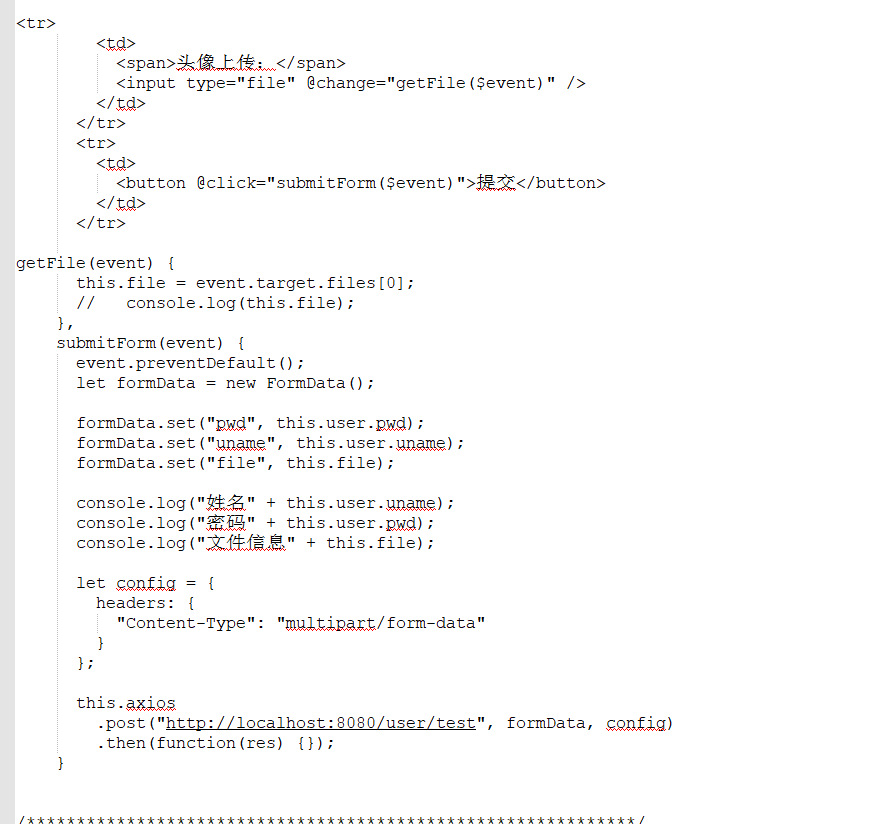 <tr>
<td>
<span>头像上传：</span>
<input type="file" @change="getFile($event)" />
</td>
</tr>
<tr>
<td>
<button @click="submitForm($event)">提交</button>
</td>
</tr>
getFile(event) {
this.file = event.target.files[0];
//   console.log(this.file);
},
submitForm(event) {
event.preventDefault();
let formData = new FormData();
formData.set("pwd", this.user.pwd);
formData.set("uname", this.user.uname);
formData.set("file", this.file);
console.log("姓名" + this.user.uname);
console.log("密码" + this.user.pwd);
console.log("文件信息" + this.file);
let config = {
headers: {
"Content-Type": "multipart/form-data"
}
};
this.axios
.post("http://localhost:8080/user/test", formData, config)
.then(function(res) {});
}
/*************************************************************/